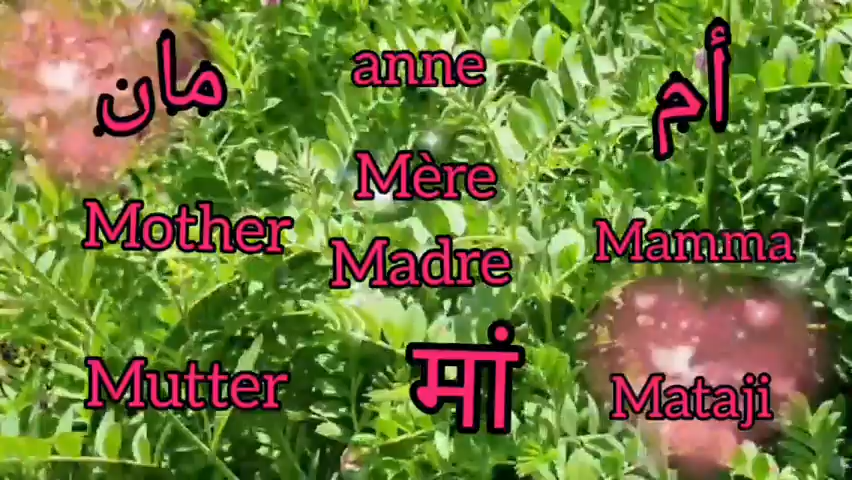 مان
anne
أم
Mère
Mother
Madre
Mamma
Mutter
मां
Mataji